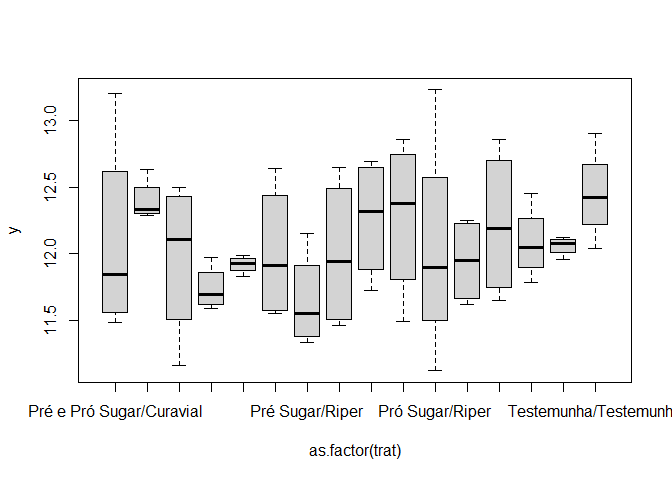 13.0
12.5
12.0
11.5
y
Pré e Pró Sugar/Curavial Pré Sugar/Riper Pró Sugar/Riper Testemunha/Testemunh
as.factor(trat)